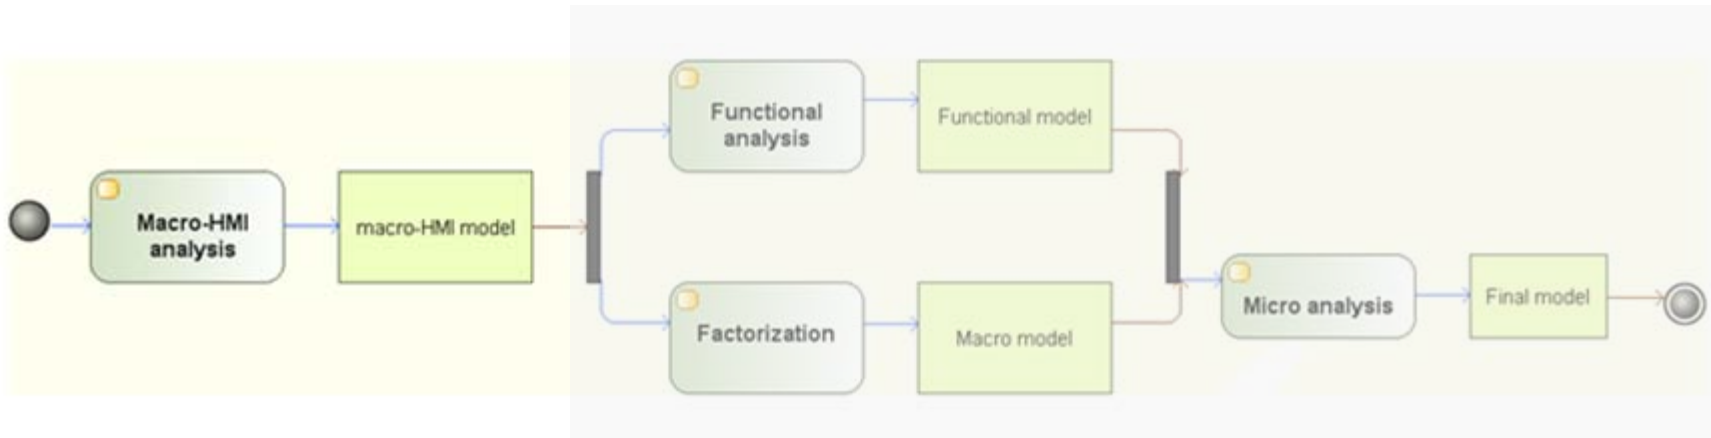 Macro-HMI
analysis
macro-HMI model
Functional
analysis
Functional model
Factorization
Macro model
Micro analysis
Final model